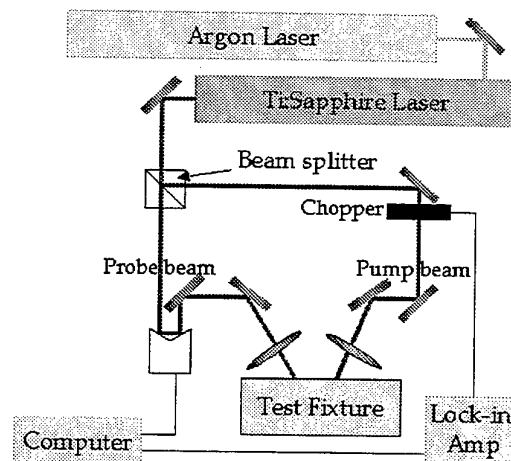 Argon Laser
Ti:Sapphire Laser
Beam splitter
Chopper
Probe beam
Pump beam
Test Fixture
Computer
Lock-in
Amp